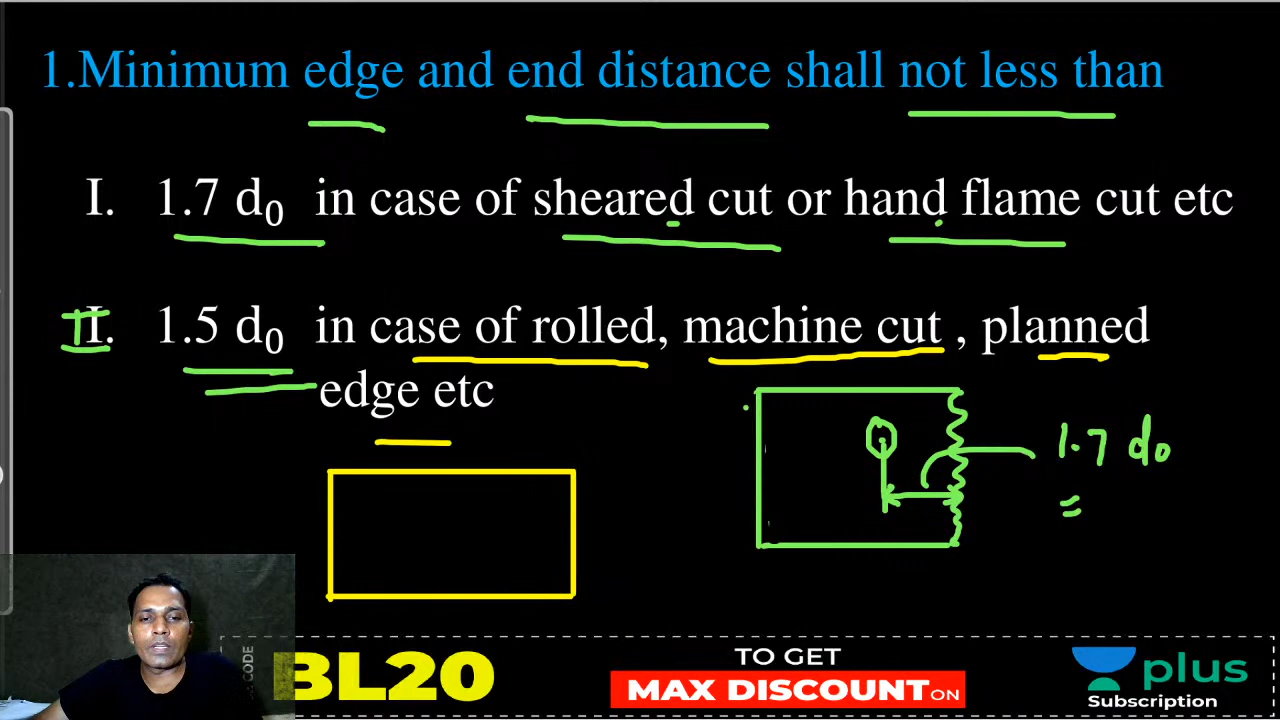 1.Minimum edge and end distance shall not less than
I. 1.7 d₀ in case of sheared cut or hand flame cut etc
II. 1.5 d₀ in case of rolled, machine cut , planned
edge etc
1.7 d₀
=
CODE
BL20
TO GET
MAX DISCOUNT ON
plus
Subscription